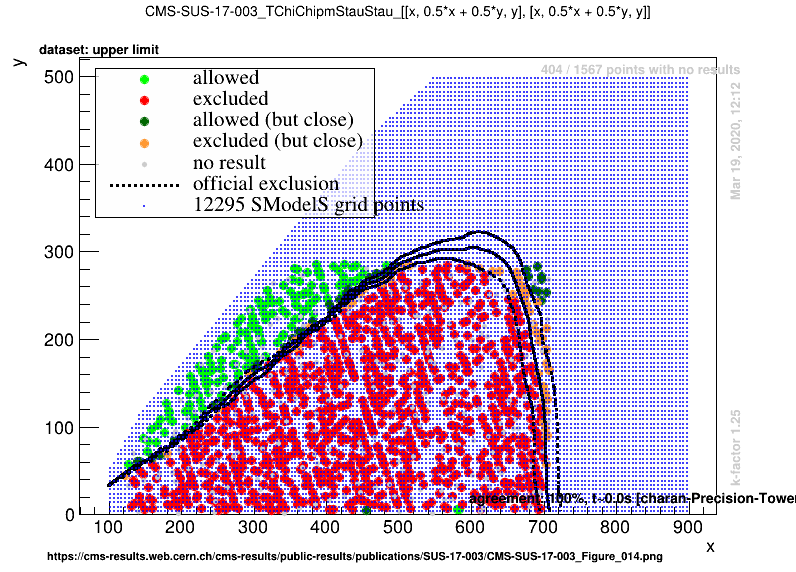 CMS-SUS-17-003_TChiChipmStauStau_[[x, 0.5*x + 0.5*y, y], [x, 0.5*x + 0.5*y, y]]
dataset: upper limit
y
404 / 1567 points with no results
500
400
300
200
100
0
allowed
excluded
allowed (but close)
excluded (but close)
no result
official exclusion
12295 SModelS grid points
Mar 19, 2020, 12:12
k-factor 1.25
agreement: 100%, t=0.0s [charan-Precision-Tower
100 200 300 400 500 600 700 800 900
x
https://cms-results.web.cern.ch/cms-results/public-results/publications/SUS-17-003/CMS-SUS-17-003_Figure_014.png